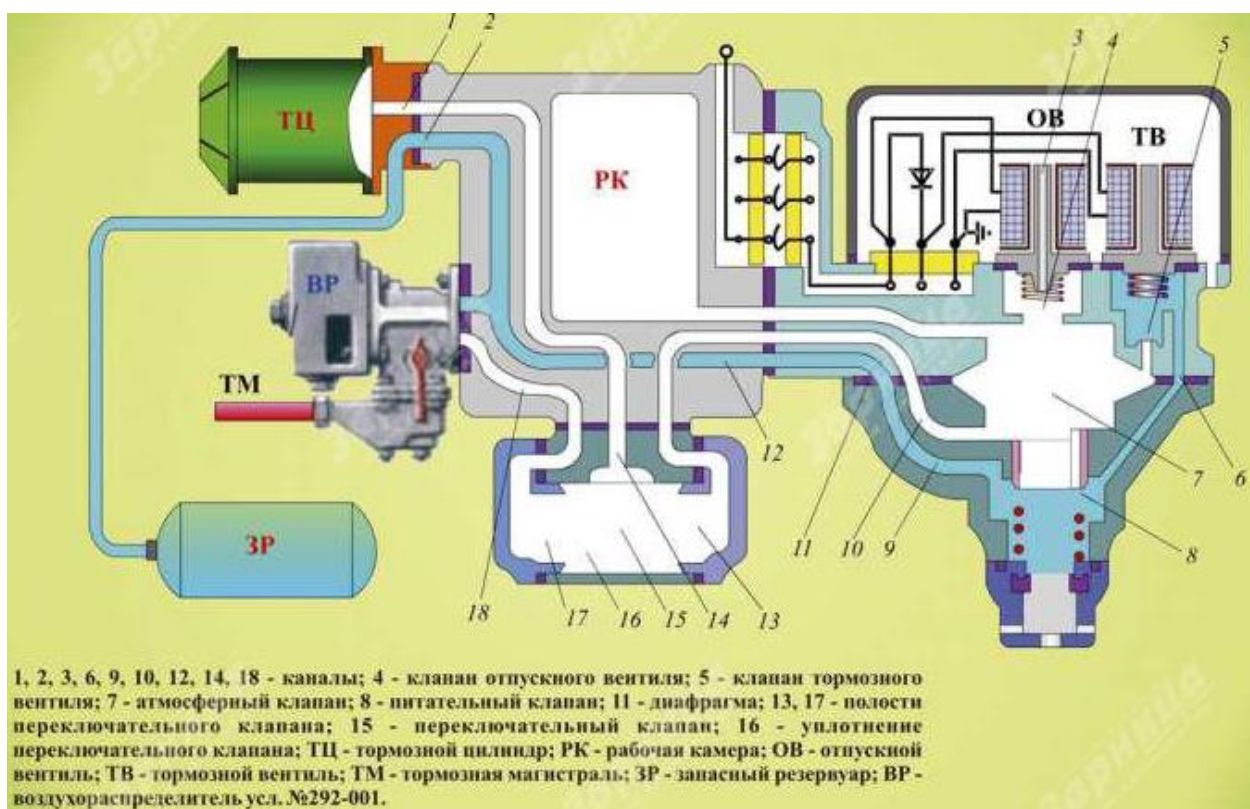 1 2 3 4 5
ОВ
ТВ
ТЦ
РК
ВР
ТМ
12
6
7
11 10 9
8
ЗР
18 17 16 15 14 13
1, 2, 3, 6, 9, 10, 12, 14, 18 - каналы; 4 - клапан отпускного вентиля; 5 - клапан тормозного
вентиля; 7 - атмосферный клапан; 8 - питательный клапан; 11 - диафрагма; 13, 17 - полости
переключательного клапана; 15 - переключательный клапан; 16 - уплотнение
переключательного клапана; ТЦ - тормозной цилиндр; РК - рабочая камера; ОВ - отпускной
вентиль; ТВ - тормозной вентиль; ТМ - тормозная магистраль; ЗР - запасный резервуар; ВР -
воздухораспределитель усл. №292-001.